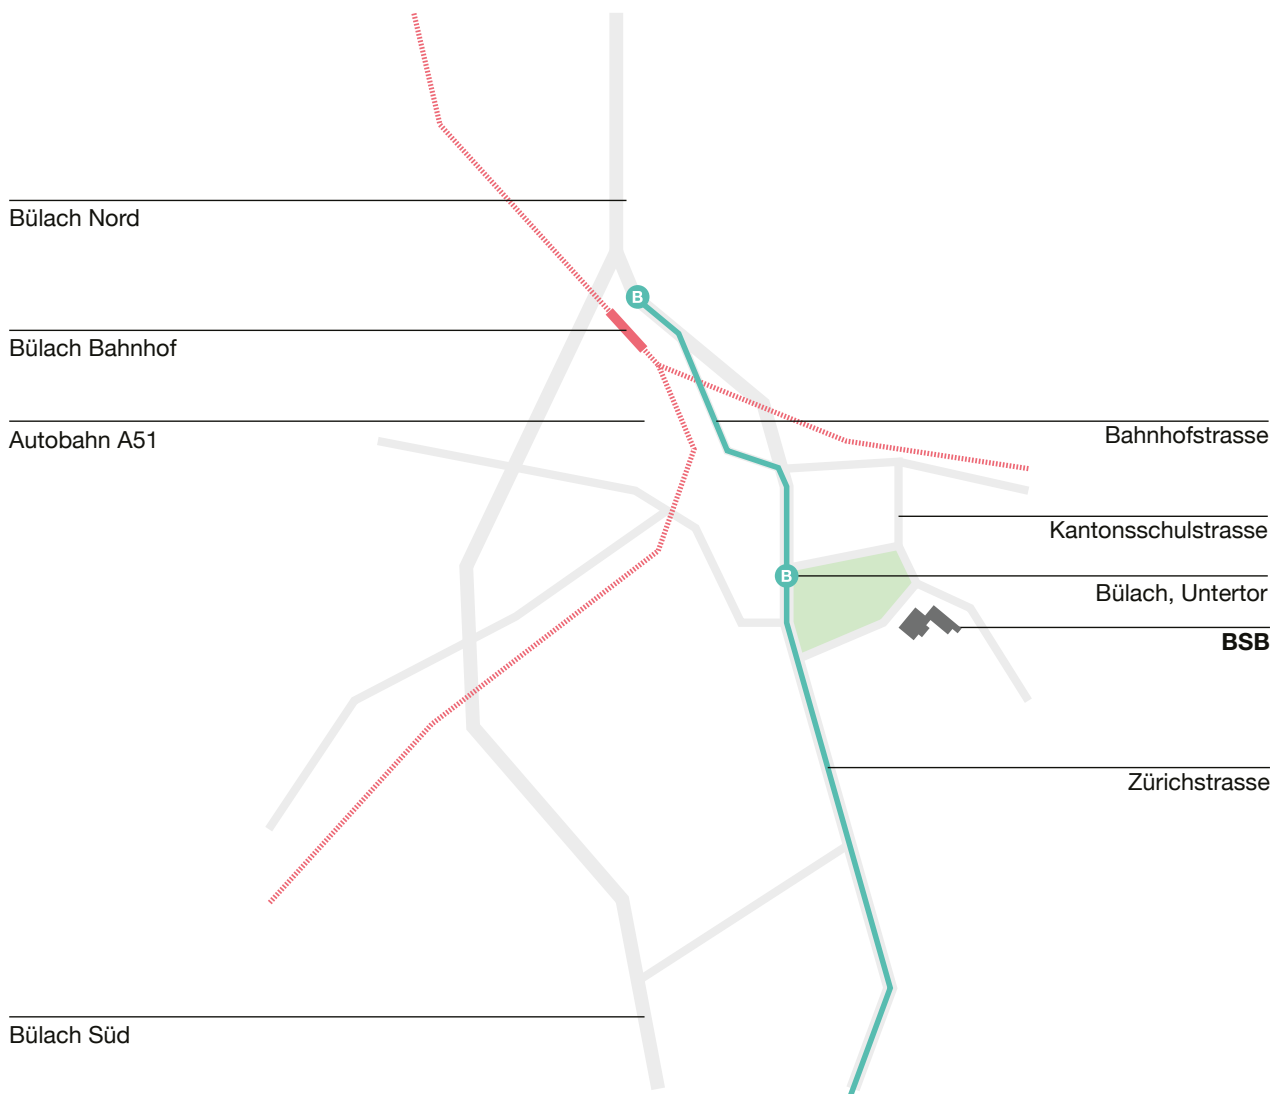 Bülach Nord
B
Bülach Bahnhof
Autobahn A51
Bahnhofstrasse
Kantonsschulstrasse
B
Bülach, Untertor
BSB
Zürichstrasse
Bülach Süd